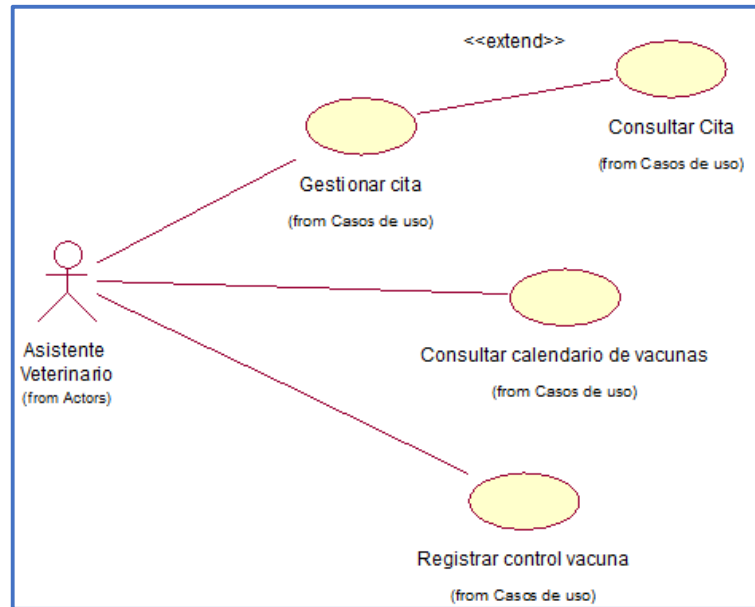 <<extend>>
Consultar Cita
(from Casos de uso)
Gestionar cita
(from Casos de uso)
Asistente
Veterinario
(from Actors)
Consultar calendario de vacunas
(from Casos de uso)
Registrar control vacuna
(from Casos de uso)